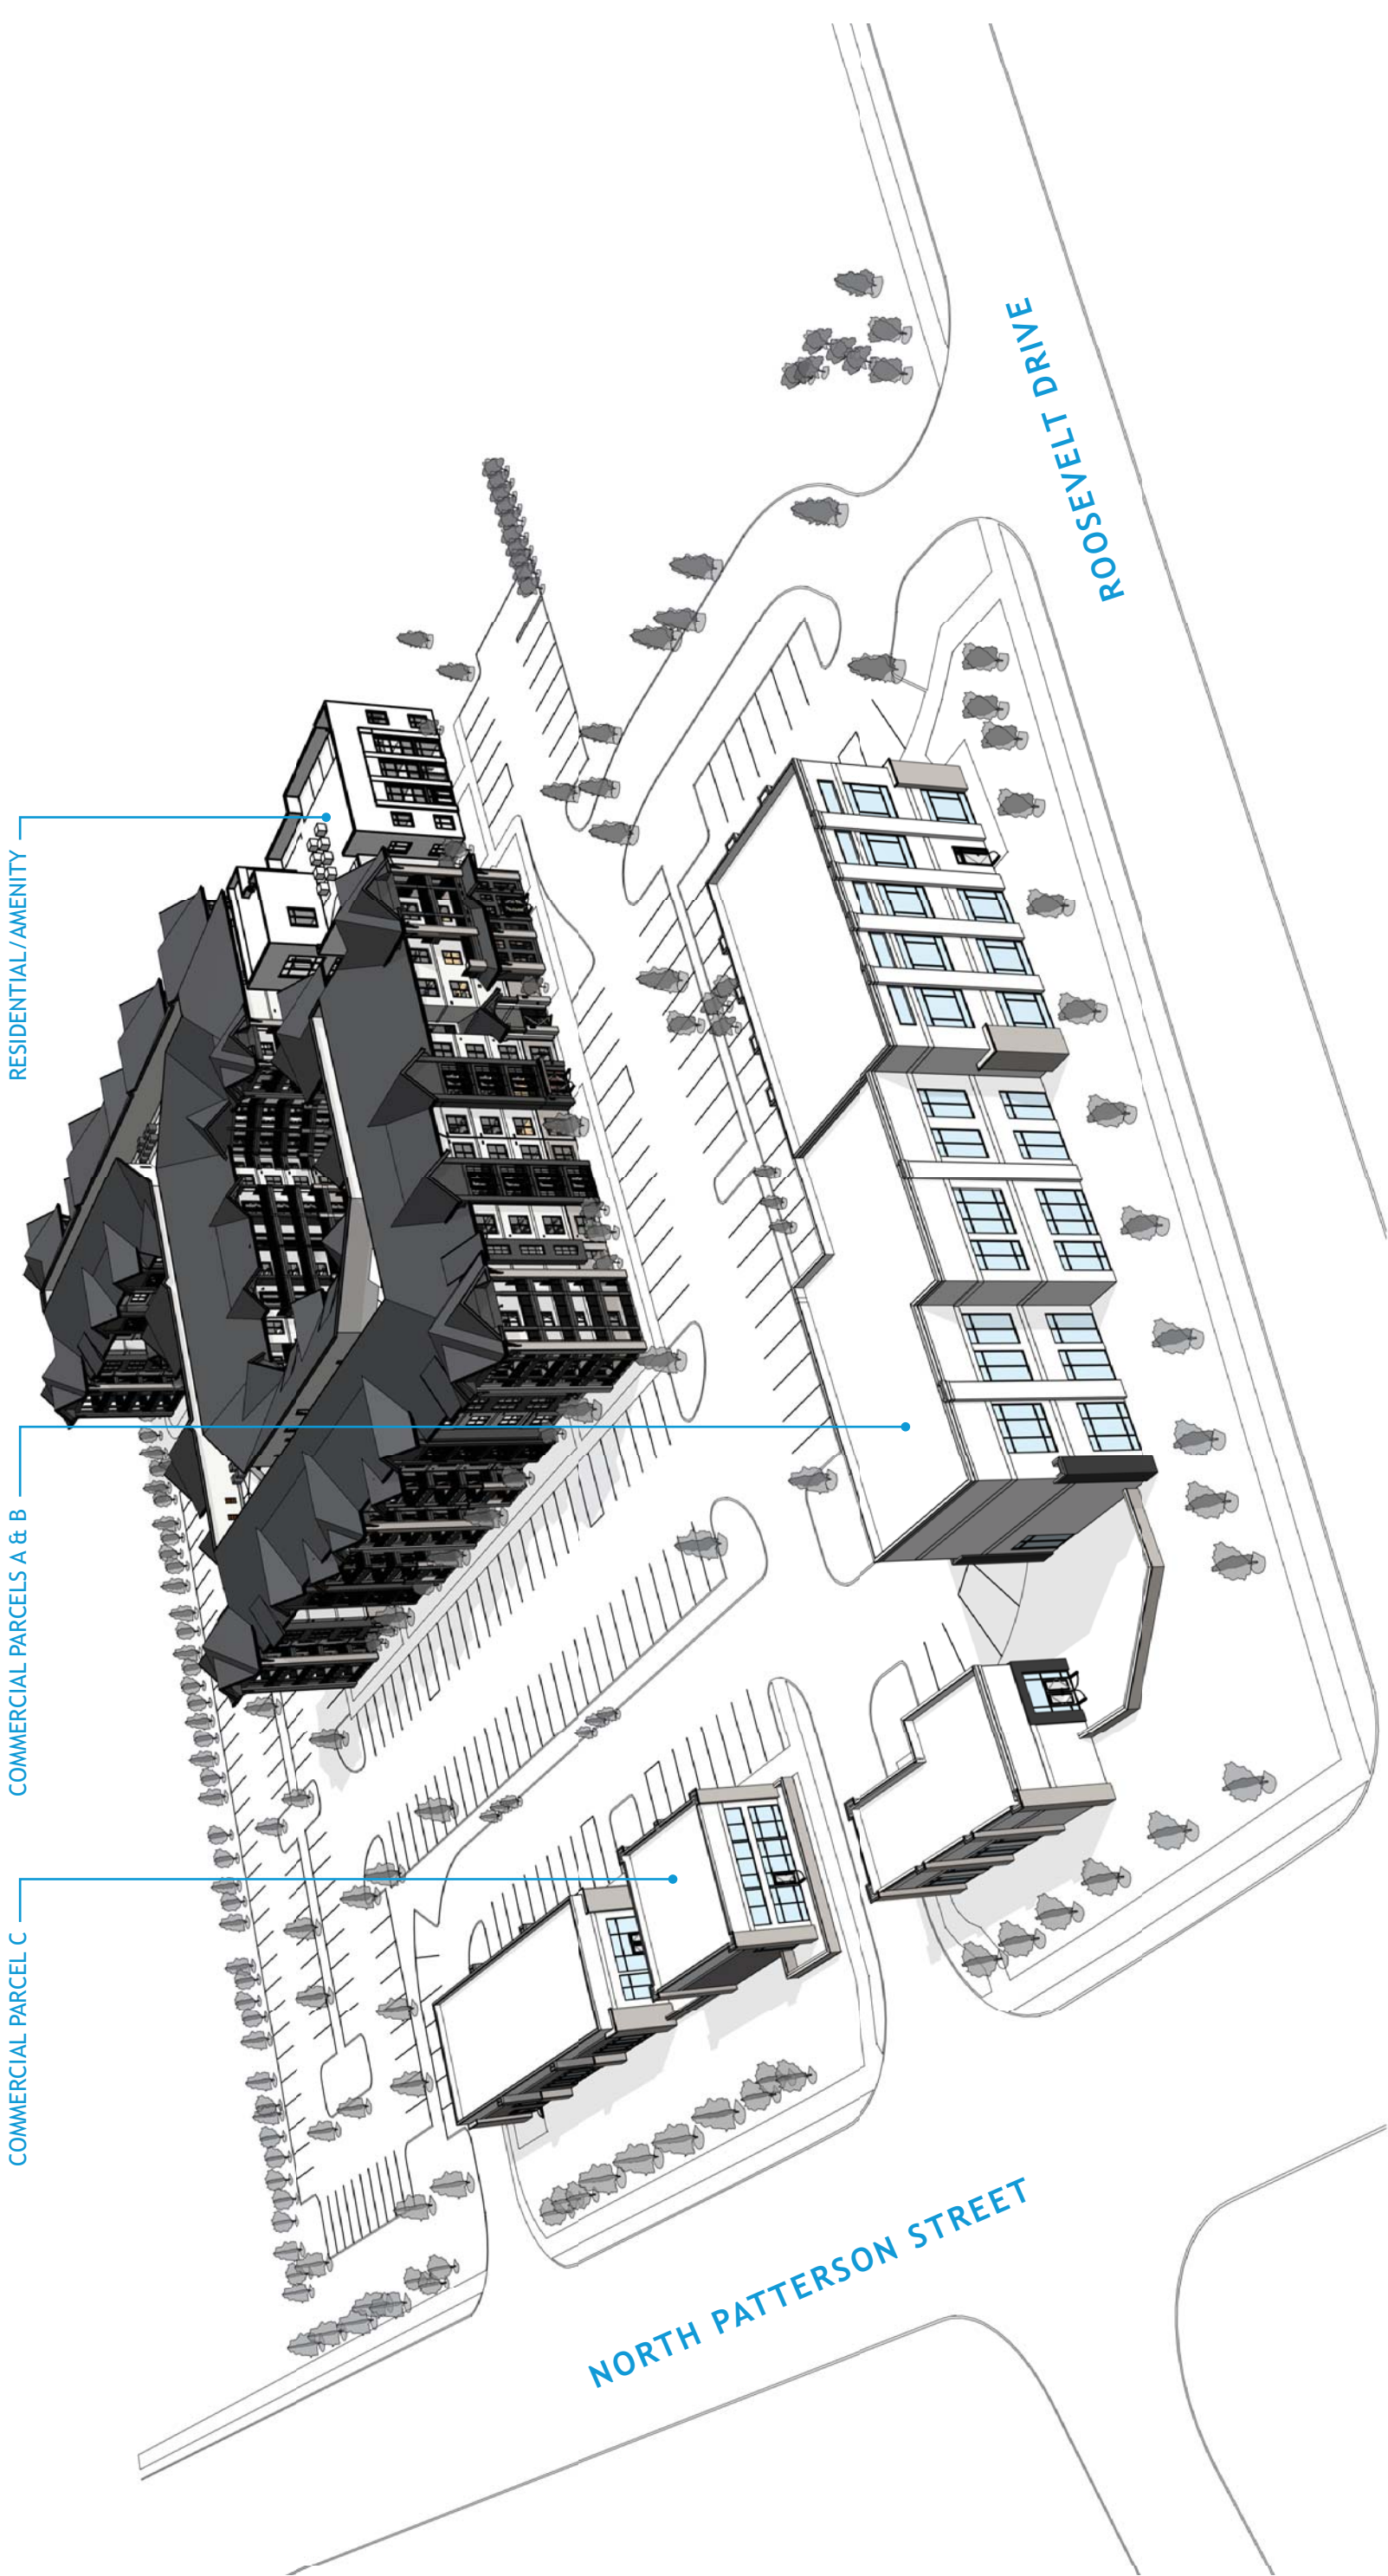 COMMERCIAL PARCEL C
COMMERCIAL PARCELS A & B
RESIDENTIAL/AMENITY
NORTH PATTERSON STREET
ROOSEVELT DRIVE